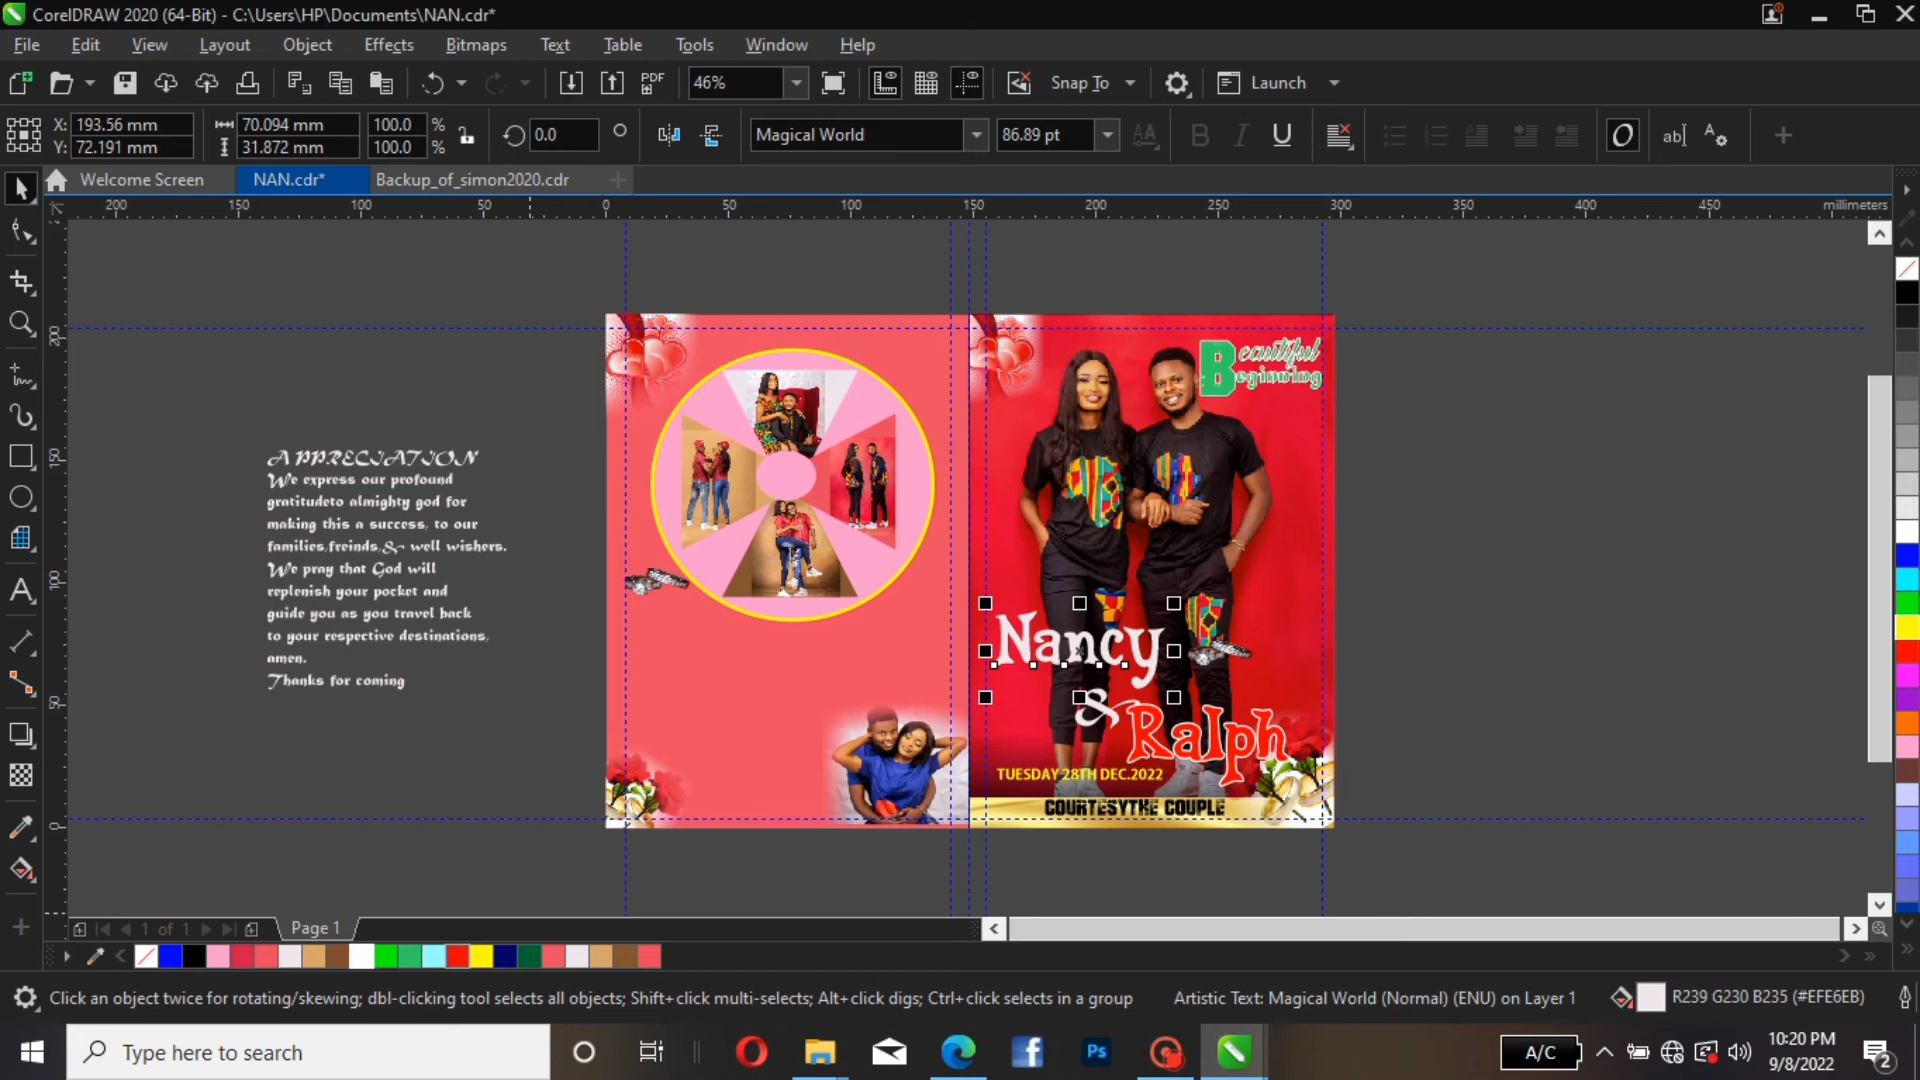 CorelDRAW 2020 (64-Bit) - C:\Users\HP\Documents\NAN.cdr*
File Edit View Layout Object Effects Bitmaps Text Table Tools Window Help
PDF 46% Snap To Launch
X: 193.56 mm 70.094 mm 100.0 % 0.0 Magical World 86.89 pt
Y: 72.191 mm 31.872 mm 100.0 %
Welcome Screen NAN.cdr* Backup_of_simon2020.cdr
200 150 100 50 0 50 100 150 200 250 300 350 400 450 millimeters
200
150
100
50
0
Beautiful
Beginning
APPRECIATION
We express our profound
gratitudeto almighty god for
making this a success, to our
families,freinds,& well wishers.
We pray that God will
replenish your pocket and
guide you as you travel back
to your respective destinations,
amen.
Thanks for coming
Nancy
&
Ralph
TUESDAY 28TH DEC.2022
COURTESYTHE COUPLE
1 of 1 Page 1
Click an object twice for rotating/skewing; dbl-clicking tool selects all objects; Shift+click multi-selects; Alt+click digs; Ctrl+click selects in a group
Artistic Text: Magical World (Normal) (ENU) on Layer 1
R239 G230 B235 (#EFE6EB)
Type here to search
Ps
A/C
10:20 PM
9/8/2022
2